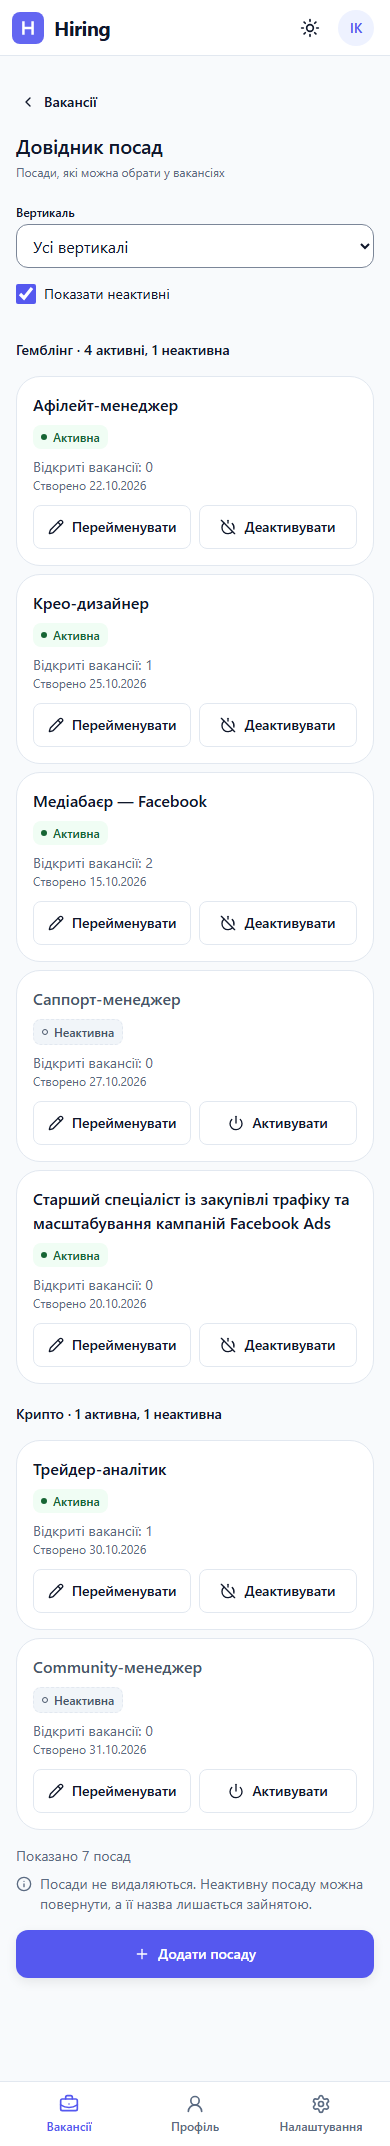 H Hiring
ІК
Вакансії
Довідник посад
Посади, які можна обрати у вакансіях
Вертикаль
Усі вертикалі
Показати неактивні
Гемблінг · 4 активні, 1 неактивна
Афілейт-менеджер
Активна
Відкриті вакансії: 0
Створено 22.10.2026
Перейменувати
Деактивувати
Крео-дизайнер
Активна
Відкриті вакансії: 1
Створено 25.10.2026
Перейменувати
Деактивувати
Медіабаєр — Facebook
Активна
Відкриті вакансії: 2
Створено 15.10.2026
Перейменувати
Деактивувати
Саппорт-менеджер
Неактивна
Відкриті вакансії: 0
Створено 27.10.2026
Перейменувати
Активувати
Старший спеціаліст із закупівлі трафіку та
масштабування кампаній Facebook Ads
Активна
Відкриті вакансії: 0
Створено 20.10.2026
Перейменувати
Деактивувати
Крипто · 1 активна, 1 неактивна
Трейдер-аналітик
Активна
Відкриті вакансії: 1
Створено 30.10.2026
Перейменувати
Деактивувати
Community-менеджер
Неактивна
Відкриті вакансії: 0
Створено 31.10.2026
Перейменувати
Активувати
Показано 7 посад
Посади не видаляються. Неактивну посаду можна
повернути, а її назва лишається зайнятою.
Додати посаду
Вакансії
Профіль
Налаштування